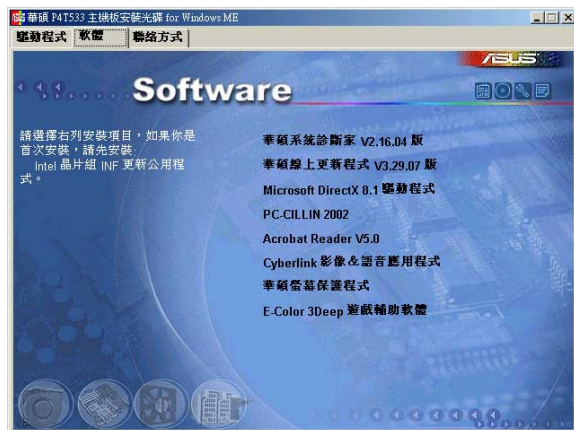 華碩 P4T533 主機板安裝光碟 for Windows ME
驅動程式
軟體
聯絡方式
ASUS
Software
請選擇右列安裝項目，如果你是
首次安裝，請先安裝:
Intel 晶片組 INF 更新公用程
式。
華碩系統診斷家 V2.16.04 版
華碩線上更新程式 V3.29.07 版
Microsoft DirectX 8.1 驅動程式
PC-CILLIN 2002
Acrobat Reader V5.0
Cyberlink 影像＆語音應用程式
華碩螢幕保護程式
E-Color 3Deep 遊戲輔助軟體